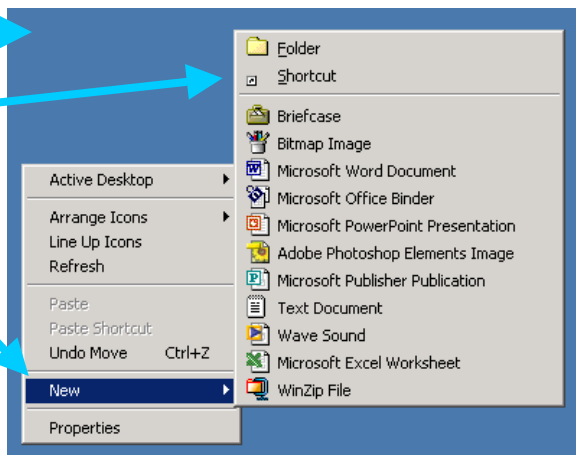 Active Desktop
Arrange Icons
Line Up Icons
Refresh
Paste
Paste Shortcut
Undo Move Ctrl+Z
New
Properties
Folder
Shortcut
Briefcase
Bitmap Image
Microsoft Word Document
Microsoft Office Binder
Microsoft PowerPoint Presentation
Adobe Photoshop Elements Image
Microsoft Publisher Publication
Text Document
Wave Sound
Microsoft Excel Worksheet
WinZip File